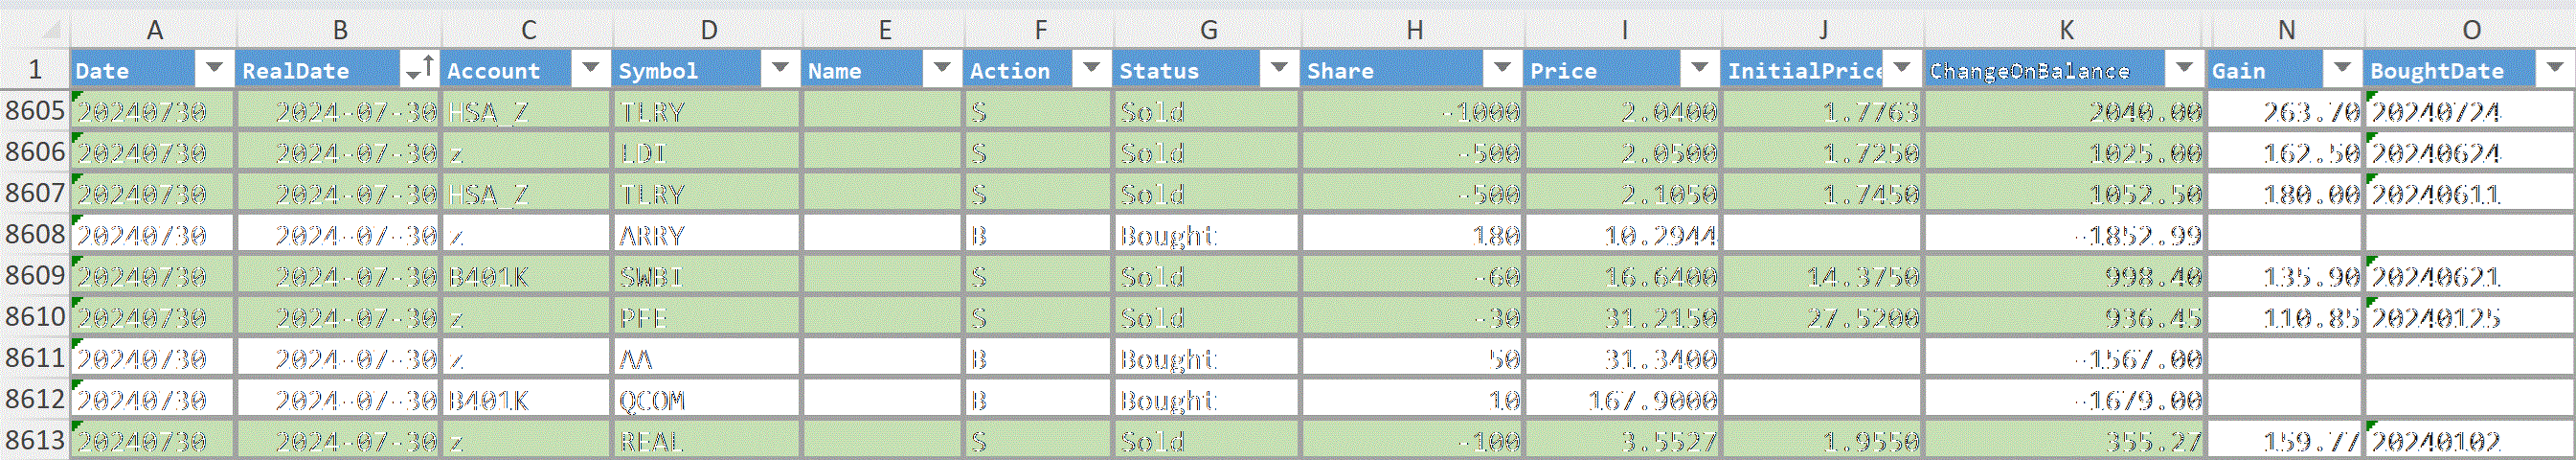 A B C D E F G H I J K N O
1 Date RealDate Account Symbol Name Action Status Share Price InitialPrice ChangeOnBalance Gain BoughtDate
8605 20240730 2024-07-30 HSA_Z TLRY S Sold -1000 2.0400 1.7763 2040.00 263.70 20240724
8606 20240730 2024-07-30 z LDI S Sold -500 2.0500 1.7250 1025.00 162.50 20240624
8607 20240730 2024-07-30 HSA_Z TLRY S Sold -500 2.1050 1.7450 1052.50 180.00 20240611
8608 20240730 2024-07-30 z ARRY B Bought 180 10.2944 -1852.99
8609 20240730 2024-07-30 B401K SWBI S Sold -60 16.6400 14.3750 998.40 135.90 20240621
8610 20240730 2024-07-30 z PFE S Sold -30 31.2150 27.5200 936.45 110.85 20240125
8611 20240730 2024-07-30 z AA B Bought 50 31.3400 -1567.00
8612 20240730 2024-07-30 B401K QCOM B Bought 10 167.9000 -1679.00
8613 20240730 2024-07-30 z REAL S Sold -100 3.5527 1.9550 355.27 159.77 20240102